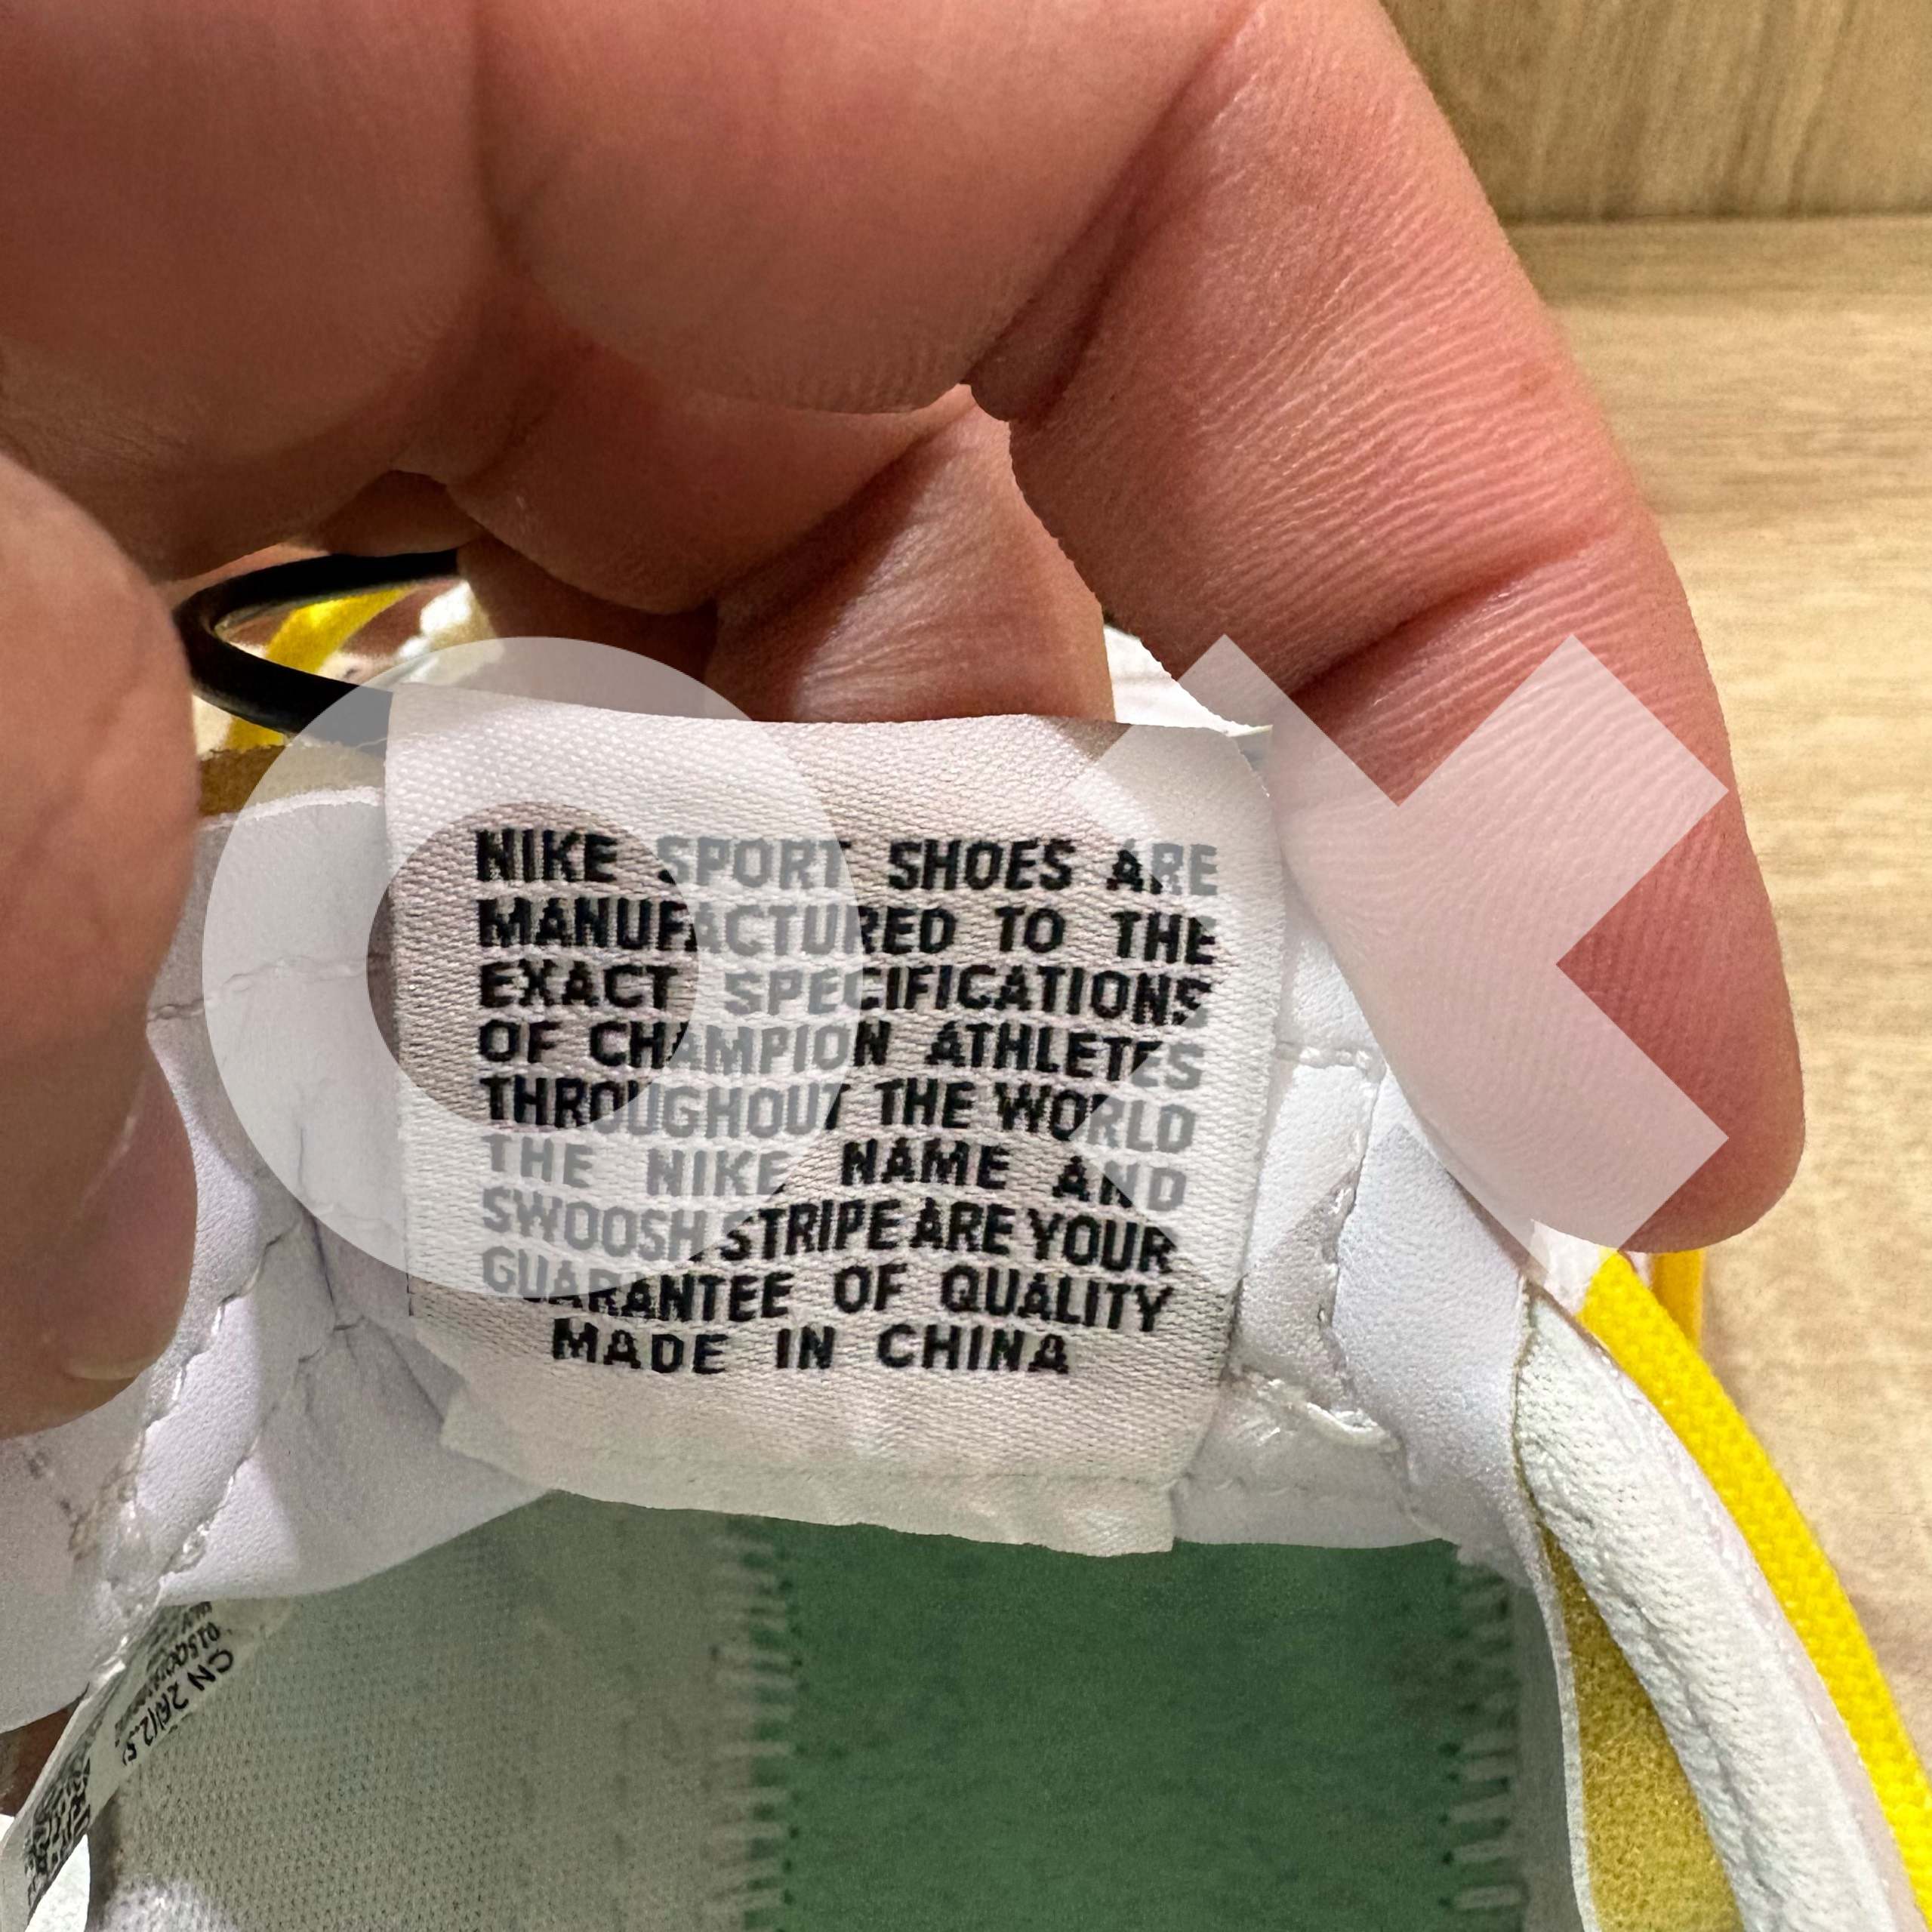 NIKE SPORT SHOES ARE
MANUFACTURED TO THE
EXACT SPECIFICATIONS
OF CHAMPION ATHLETES
THROUGHOUT THE WORLD
THE NIKE NAME AND
SWOOSH STRIPE ARE YOUR
GUARANTEE OF QUALITY
MADE IN CHINA